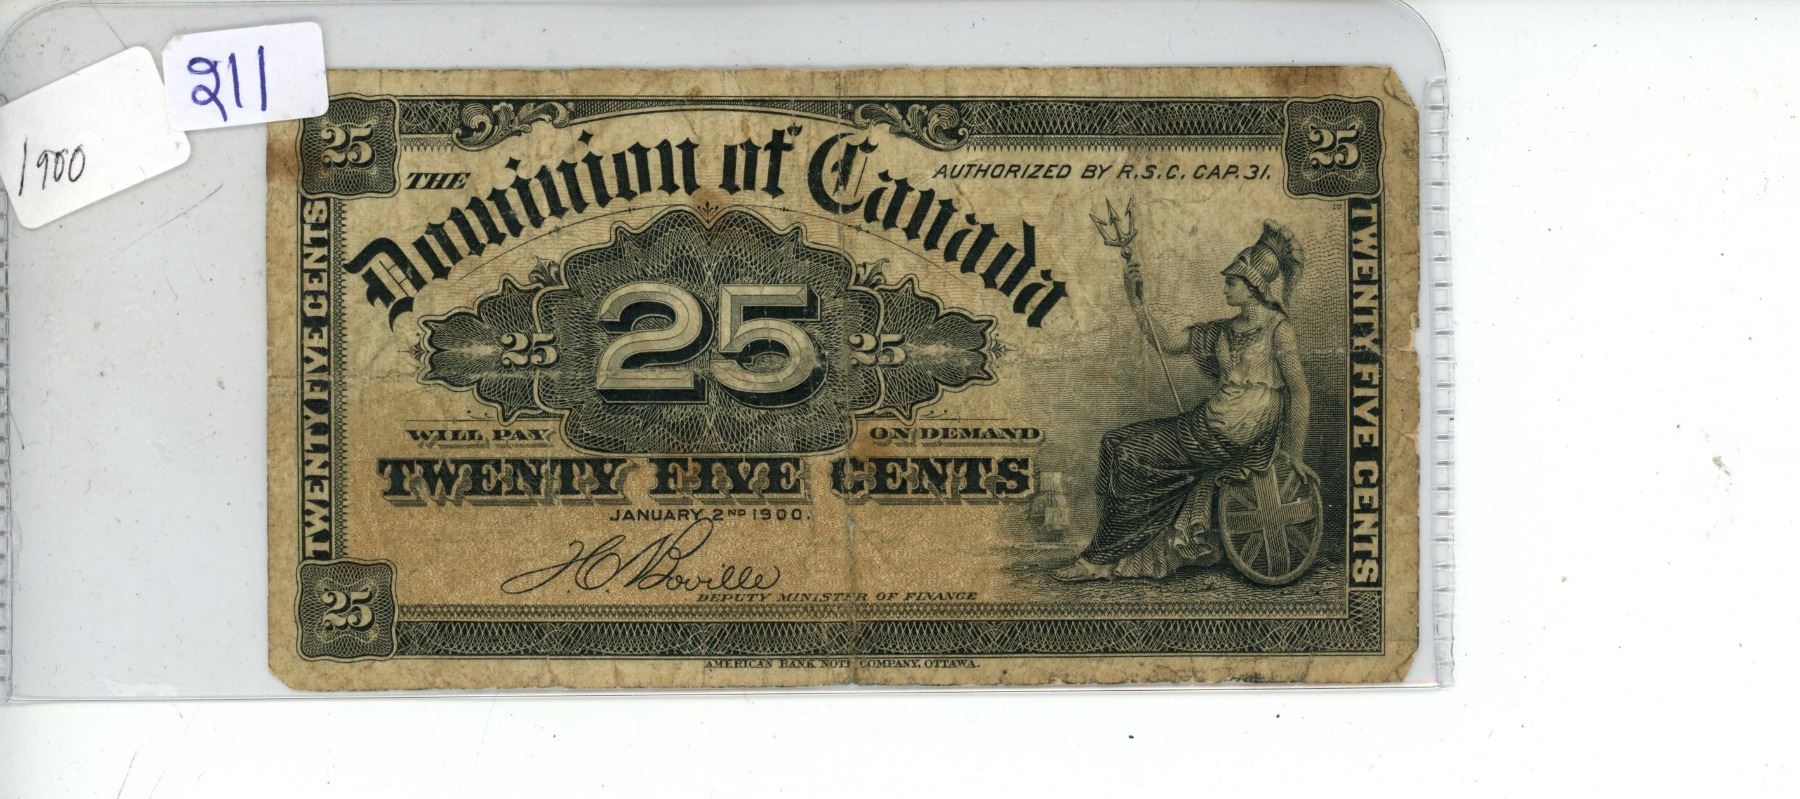 211
1900
25
25
THE
Dominion of Canada
AUTHORIZED BY R.S.C. CAP. 31.
TWENTY FIVE CENTS
TWENTY FIVE CENTS
25
25
25
WILL PAY
ON DEMAND
TWENTY FIVE CENTS
JANUARY 2ND 1900.
H.C. Boville
DEPUTY MINISTER OF FINANCE
25
AMERICAN BANK NOTE COMPANY, OTTAWA.